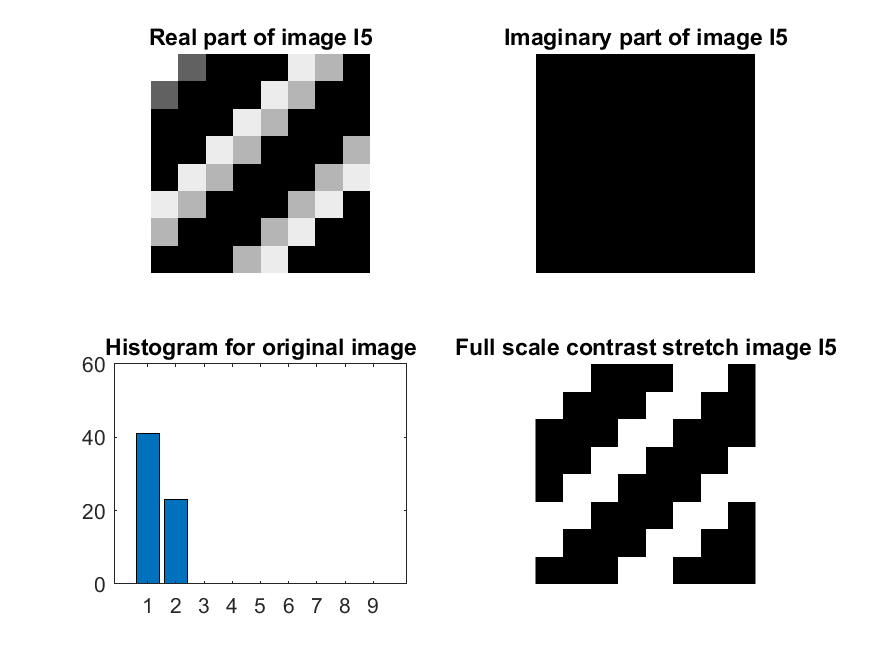 Real part of image I5
Imaginary part of image I5
Histogram for original image
60
40
20
0
1 2 3 4 5 6 7 8 9
Full scale contrast stretch image I5